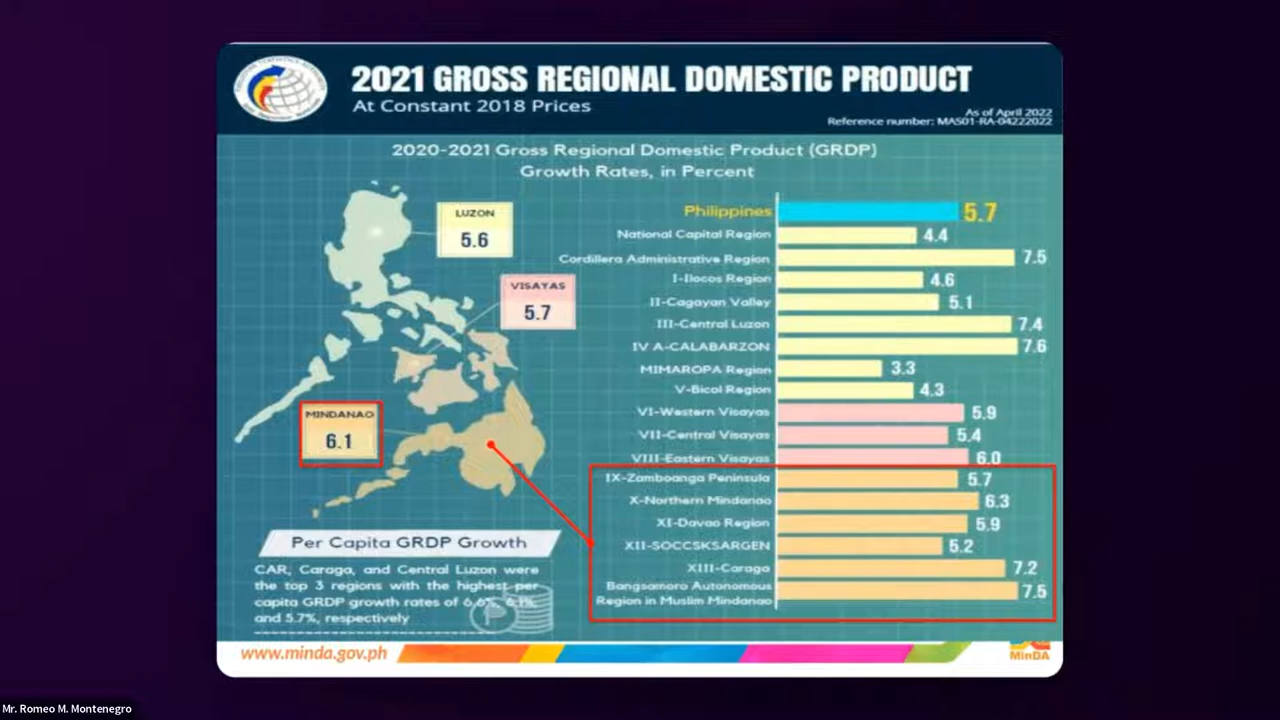 2021 GROSS REGIONAL DOMESTIC PRODUCT
At Constant 2018 Prices
As of April 2022
Reference number: MAS01-RA-04222022
2020-2021 Gross Regional Domestic Product (GRDP)
Growth Rates, in Percent
LUZON
5.6
VISAYAS
5.7
MINDANAO
6.1
Philippines 5.7
National Capital Region 4.4
Cordillera Administrative Region 7.5
I-Ilocos Region 4.6
II-Cagayan Valley 5.1
III-Central Luzon 7.4
IV A-CALABARZON 7.6
MIMAROPA Region 3.3
V-Bicol Region 4.3
VI-Western Visayas 5.9
VII-Central Visayas 5.4
VIII-Eastern Visayas 6.0
IX-Zamboanga Peninsula 5.7
X-Northern Mindanao 6.3
XI-Davao Region 5.9
XII-SOCCSKSARGEN 5.2
XIII-Caraga 7.2
Bangsamoro Autonomous
Region in Muslim Mindanao 7.5
Per Capita GRDP Growth
CAR, Caraga, and Central Luzon were
the top 3 regions with the highest per
capita GRDP growth rates of 6.6%, 6.1%,
and 5.7%, respectively
www.minda.gov.ph
MinDA
Mr. Romeo M. Montenegro